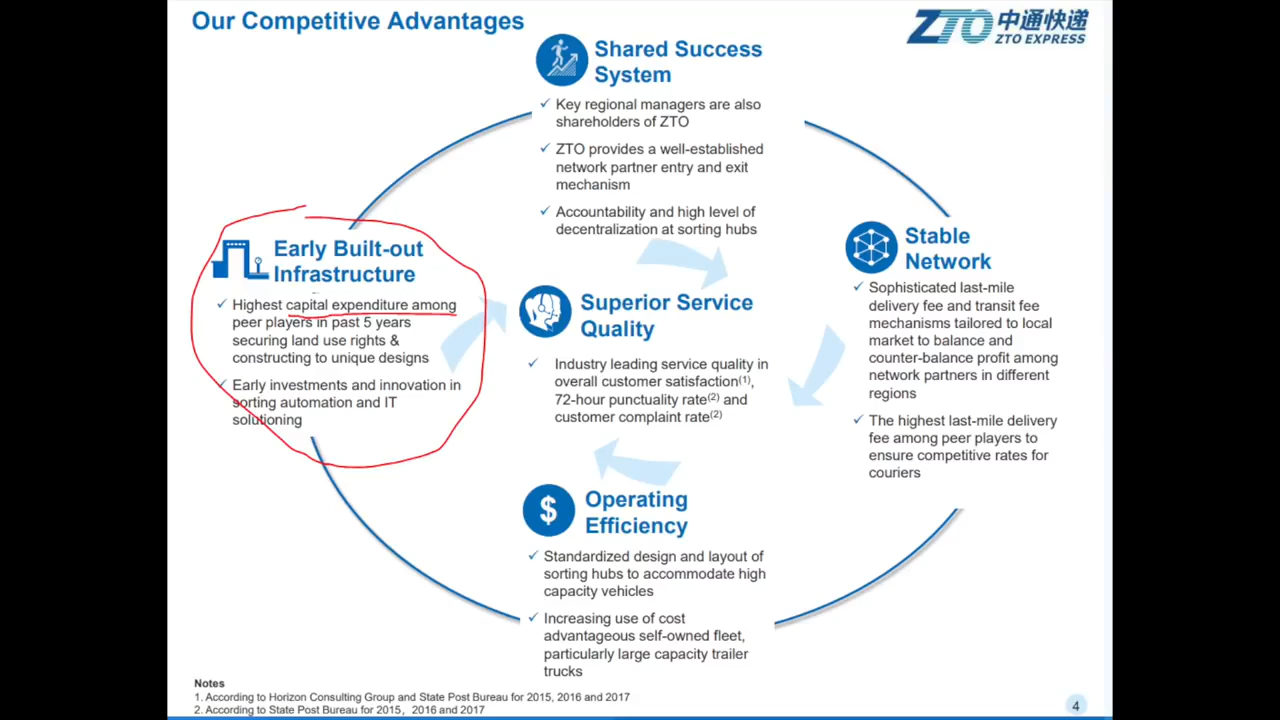 Our Competitive Advantages
ZTO 中通快递
ZTO EXPRESS
Shared Success
System
Key regional managers are also
shareholders of ZTO
ZTO provides a well-established
network partner entry and exit
mechanism
Accountability and high level of
decentralization at sorting hubs
Early Built-out
Infrastructure
Highest capital expenditure among
peer players in past 5 years
securing land use rights &
constructing to unique designs
Early investments and innovation in
sorting automation and IT
solutioning
Superior Service
Quality
Industry leading service quality in
overall customer satisfaction(1),
72-hour punctuality rate(2) and
customer complaint rate(2)
Stable
Network
Sophisticated last-mile
delivery fee and transit fee
mechanisms tailored to local
market to balance and
counter-balance profit among
network partners in different
regions
The highest last-mile delivery
fee among peer players to
ensure competitive rates for
couriers
$
Operating
Efficiency
Standardized design and layout of
sorting hubs to accommodate high
capacity vehicles
Increasing use of cost
advantageous self-owned fleet,
particularly large capacity trailer
trucks
Notes
1. According to Horizon Consulting Group and State Post Bureau for 2015, 2016 and 2017
2. According to State Post Bureau for 2015，2016 and 2017
4